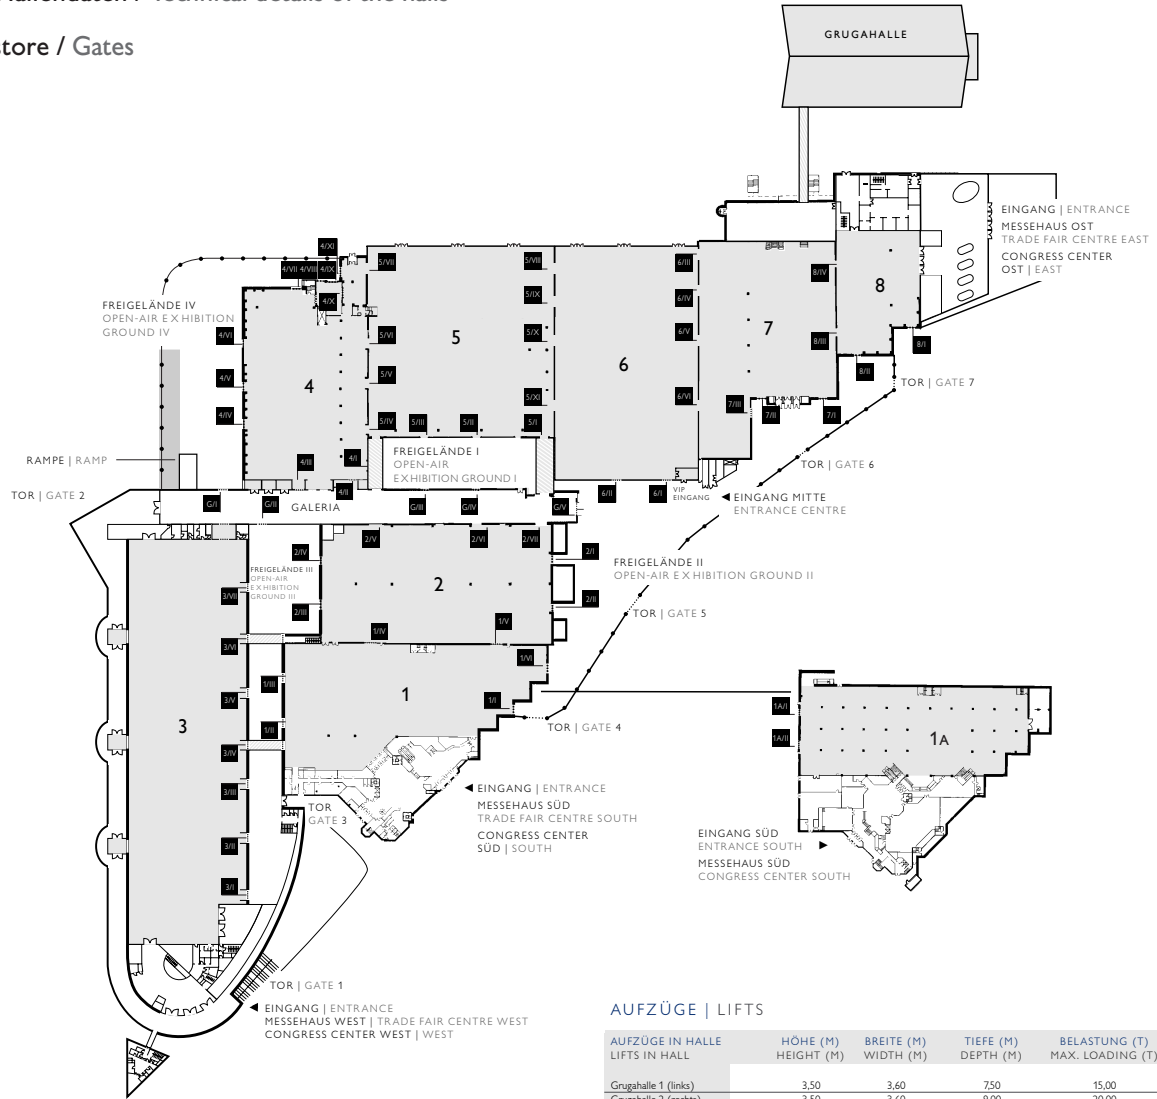 store / Gates
GRUGAHALLE
EINGANG | ENTRANCE
MESSEHAUS OST
TRADE FAIR CENTRE EAST
CONGRESS CENTER
OST | EAST
4/XI
4/VII 4/VIII 4/IX
4/X
5/VII
5/VIII
6/III
8/IV
8
FREIGELÄNDE IV
OPEN-AIR EXHIBITION
GROUND IV
5/IX
6/IV
4/VI
5/VI
5
5/X
6/V
7
8/III
8/I
6
4/V
4
5/V
8/II
TOR | GATE 7
5/XI
6/VI
7/III
4/IV
5/IV
5/III
5/II
5/I
7/II
7/I
RAMPE | RAMP
4/III
4/I
FREIGELÄNDE I
OPEN-AIR
EXHIBITION GROUND I
TOR | GATE 6
TOR | GATE 2
4/II
6/II
6/I
VIP
EINGANG
EINGANG MITTE
ENTRANCE CENTRE
G/I
G/II
GALERIA
G/III
G/IV
G/V
2/IV
2/V
2/VI
2/VII
2/I
FREIGELÄNDE III
OPEN-AIR
EXHIBITION
GROUND III
FREIGELÄNDE II
OPEN-AIR EXHIBITION GROUND II
2
3/VII
2/III
2/II
TOR | GATE 5
1/IV
1/V
3/VI
1/VI
1/III
3/V
1
1/I
1A/I
3
1/II
TOR | GATE 4
1A/II
1A
3/IV
3/III
EINGANG | ENTRANCE
MESSEHAUS SÜD
TRADE FAIR CENTRE SOUTH
CONGRESS CENTER
SÜD | SOUTH
TOR
GATE 3
EINGANG SÜD
ENTRANCE SOUTH
MESSEHAUS SÜD
CONGRESS CENTER SOUTH
3/II
3/I
TOR | GATE 1
EINGANG | ENTRANCE
MESSEHAUS WEST | TRADE FAIR CENTRE WEST
CONGRESS CENTER WEST | WEST
AUFZÜGE | LIFTS
AUFZÜGE IN HALLE HÖHE (M) BREITE (M) TIEFE (M) BELASTUNG (T)
LIFTS IN HALL HEIGHT (M) WIDTH (M) DEPTH (M) MAX. LOADING (T)
Grugahalle 1 (links) 3,50 3,60 7,50 15,00